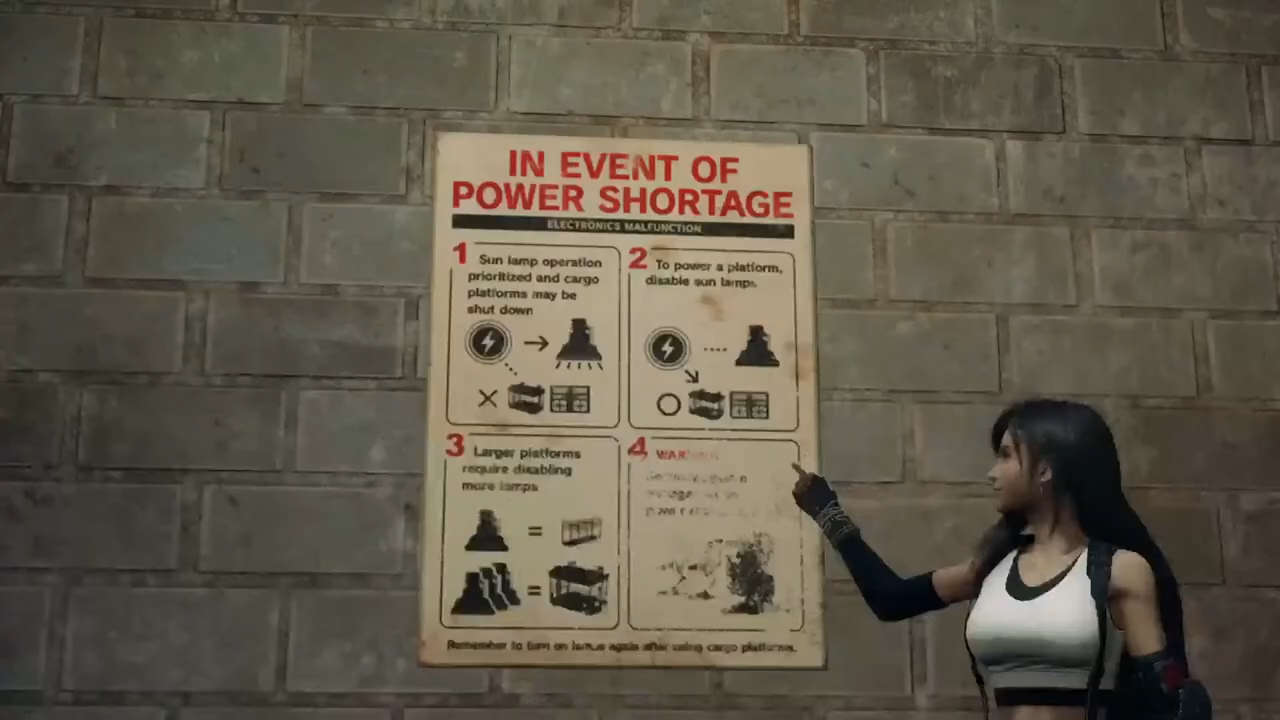 IN EVENT OF
POWER SHORTAGE
ELECTRONICS MALFUNCTION
1 Sun lamp operation
prioritized and cargo
platforms may be
shut down
2 To power a platform,
disable sun lamps.
3 Larger platforms
require disabling
more lamps
4
Remember to turn on lamps again after using cargo platforms.